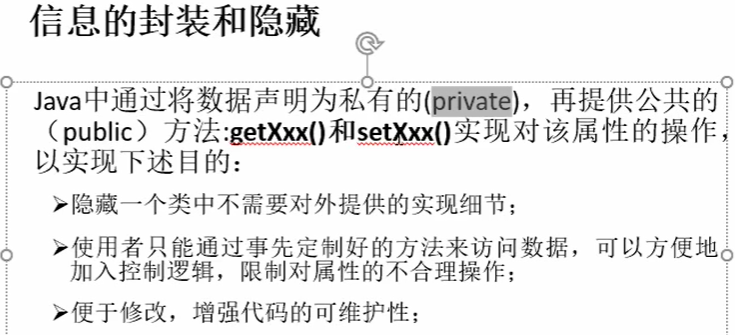 信息的封装和隐藏
Java中通过将数据声明为私有的(private)，再提供公共的
（public）方法:getXxx()和setXxx()实现对该属性的操作，
以实现下述目的：
➢隐藏一个类中不需要对外提供的实现细节；
➢使用者只能通过事先定制好的方法来访问数据，可以方便地
加入控制逻辑，限制对属性的不合理操作；
➢便于修改，增强代码的可维护性；